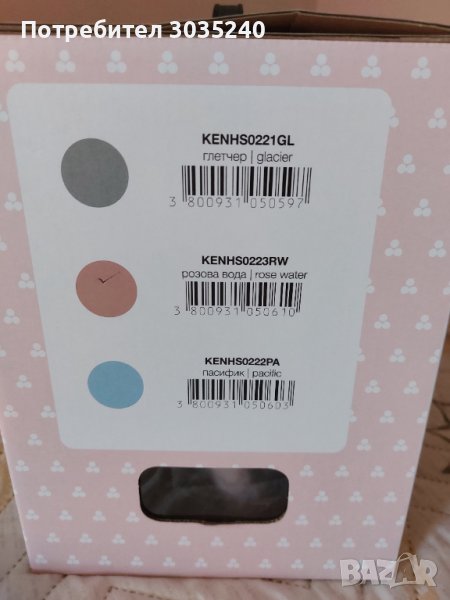 Потребител 3035240
KENHS0221GL
глетчер | glacier
3 800931 050597
KENHS0223RW
розова вода | rose water
3 800931 050610
KENHS0222PA
пасифик | pacific
3 800931 050603
BAZAR